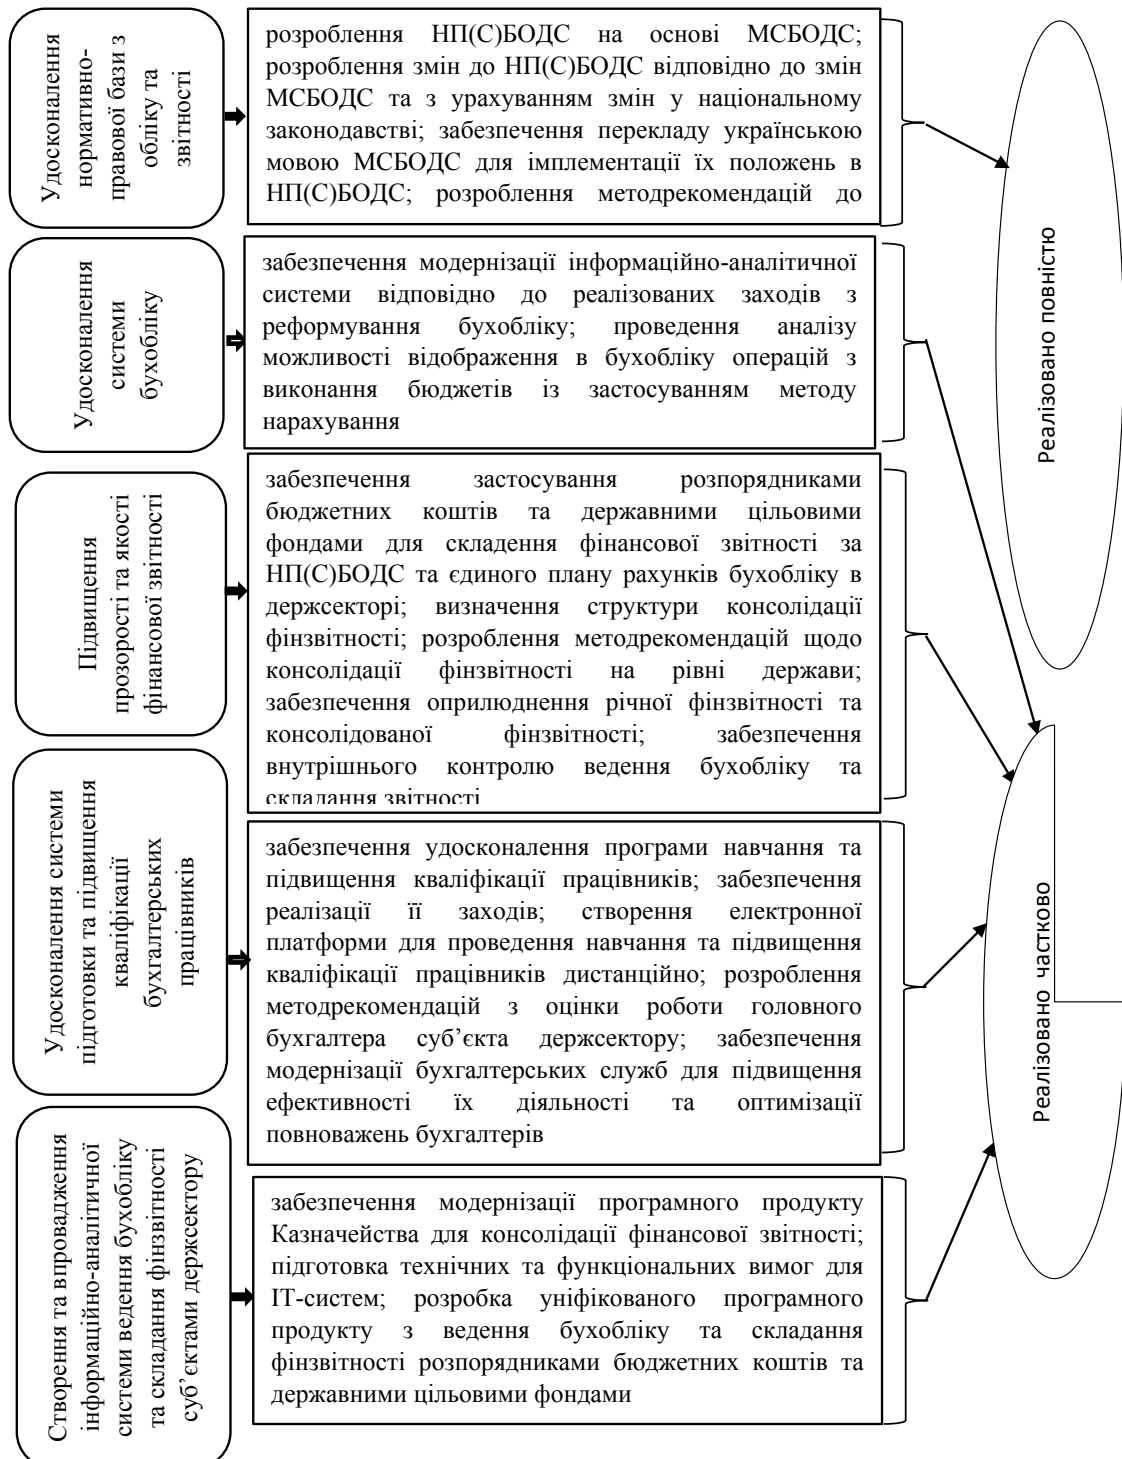 Удосконалення
нормативно-
правової бази з
обліку та
звітності
розроблення НП(С)БОДС на основі МСБОДС;
розроблення змін до НП(С)БОДС відповідно до змін
МСБОДС та з урахуванням змін у національному
законодавстві; забезпечення перекладу українською
мовою МСБОДС для імплементації їх положень в
НП(С)БОДС; розроблення методрекомендацій до
Удосконалення
системи
бухобліку
забезпечення модернізації інформаційно-аналітичної
системи відповідно до реалізованих заходів з
реформування бухобліку; проведення аналізу
можливості відображення в бухобліку операцій з
виконання бюджетів із застосуванням методу
нарахування
Підвищення
прозорості та якості
фінансової звітності
забезпечення застосування розпорядниками
бюджетних коштів та державними цільовими
фондами для складення фінансової звітності за
НП(С)БОДС та єдиного плану рахунків бухобліку в
держсекторі; визначення структури консолідації
фінзвітності; розроблення методрекомендацій щодо
консолідації фінзвітності на рівні держави;
забезпечення оприлюднення річної фінзвітності та
консолідованої фінзвітності; забезпечення
внутрішнього контролю ведення бухобліку та
складання звітності
Удосконалення системи
підготовки та підвищення
кваліфікації
бухгалтерських
працівників
забезпечення удосконалення програми навчання та
підвищення кваліфікації працівників; забезпечення
реалізації її заходів; створення електронної
платформи для проведення навчання та підвищення
кваліфікації працівників дистанційно; розроблення
методрекомендацій з оцінки роботи головного
бухгалтера суб’єкта держсектору; забезпечення
модернізації бухгалтерських служб для підвищення
ефективності їх діяльності та оптимізації
повноважень бухгалтерів
Створення та впровадження
інформаційно-аналітичної
системи ведення бухобліку
та складання фінзвітності
суб’єктами держсектору
забезпечення модернізації програмного продукту
Казначейства для консолідації фінансової звітності;
підготовка технічних та функціональних вимог для
ІТ-систем; розробка уніфікованого програмного
продукту з ведення бухобліку та складання
фінзвітності розпорядниками бюджетних коштів та
державними цільовими фондами
Реалізовано повністю
Реалізовано частково